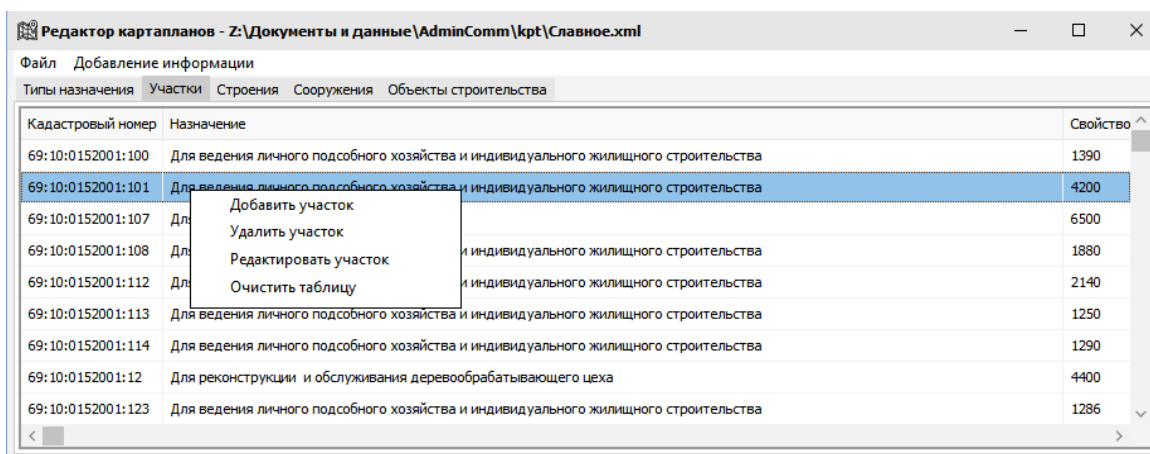 Редактор картапланов - Z:\Документы и данные\AdminComm\kpt\Славное.xml
Файл Добавление информации
Типы назначения Участки Строения Сооружения Объекты строительства
Кадастровый номер Назначение Свойство
69:10:0152001:100 Для ведения личного подсобного хозяйства и индивидуального жилищного строительства 1390
69:10:0152001:101 Для ведения личного подсобного хозяйства и индивидуального жилищного строительства 4200
Добавить участок
69:10:0152001:107 Для 6500
Удалить участок
69:10:0152001:108 Для и индивидуального жилищного строительства 1880
Редактировать участок
69:10:0152001:112 Для и индивидуального жилищного строительства 2140
Очистить таблицу
69:10:0152001:113 Для ведения личного подсобного хозяйства и индивидуального жилищного строительства 1250
69:10:0152001:114 Для ведения личного подсобного хозяйства и индивидуального жилищного строительства 1290
69:10:0152001:12 Для реконструкции и обслуживания деревообрабатывающего цеха 4400
69:10:0152001:123 Для ведения личного подсобного хозяйства и индивидуального жилищного строительства 1286